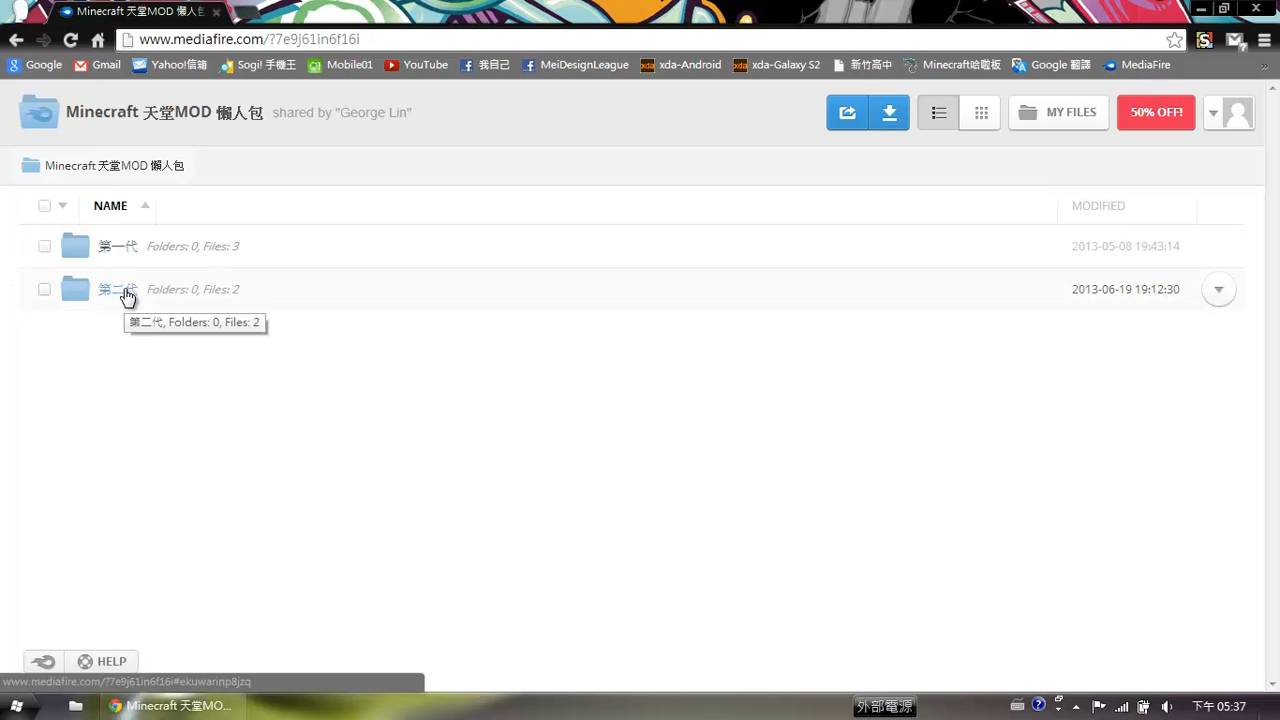 Minecraft 天堂MOD 懶人包
www.mediafire.com/?7e9j61in6f16i
Google Gmail Yahoo!信箱 Sogi! 手機王 Mobile01 YouTube 我自己 MeiDesignLeague xda-Android xda-Galaxy S2 新竹高中 Minecraft哈啦板 Google 翻譯 MediaFire »
Minecraft 天堂MOD 懶人包 shared by "George Lin" MY FILES 50% OFF!
Minecraft 天堂MOD 懶人包
NAME MODIFIED
第一代 Folders: 0, Files: 3 2013-05-08 19:43:14
第二代 Folders: 0, Files: 2 2013-06-19 19:12:30
第二代, Folders: 0, Files: 2
HELP
www.mediafire.com/?7e9j61in6f16i#ekuwarinp8jzq
Minecraft 天堂MO... 外部電源 下午 05:37